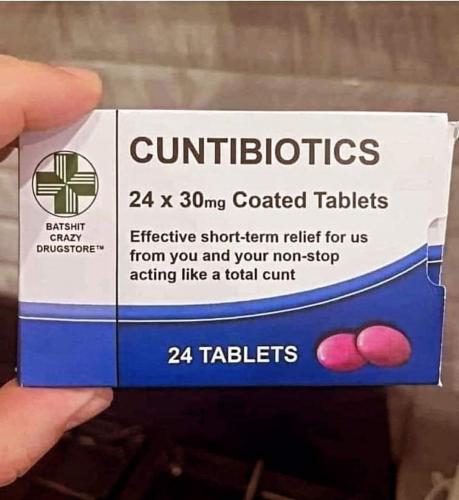 CUNTIBIOTICS
24 x 30mg Coated Tablets
Effective short-term relief for us
from you and your non-stop
acting like a total cunt
BATSHIT
CRAZY
DRUGSTORE™
24 TABLETS